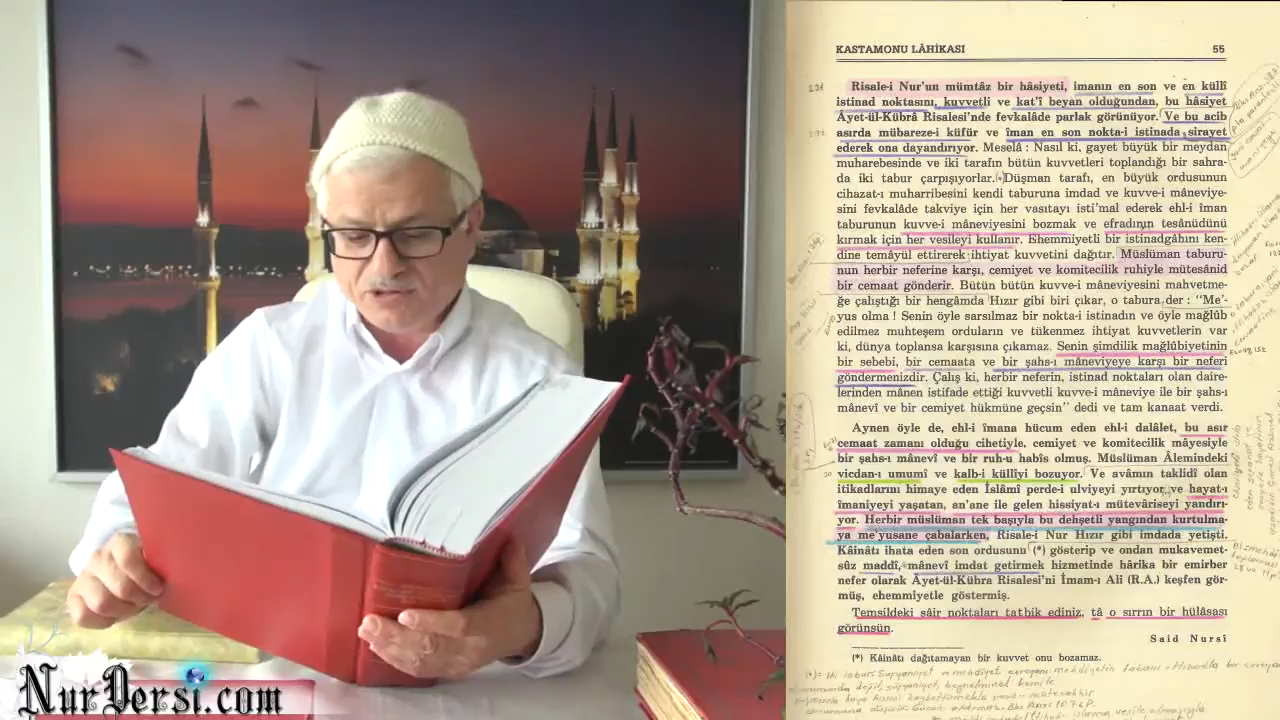 KASTAMONU LÂHİKASI 55
Risale-i Nur'un mümtâz bir hâsiyeti, imanın en son ve en küllî
istinad noktasını, kuvvetli ve kat'î beyan olduğundan, bu hâsiyet
Âyet-ül-Kübrâ Risalesi'nde fevkalâde parlak görünüyor. Ve bu acib
asırda mübareze-i küfür ve îman en son nokta-i istinada sirayet
ederek ona dayandırıyor. Meselâ : Nasıl ki, gayet büyük bir meydan
muharebesinde ve iki tarafın bütün kuvvetleri toplandığı bir sahra-
da iki tabur çarpışıyorlar. Düşman tarafı, en büyük ordusunun
cihazat-ı muharribesini kendi taburuna imdad ve kuvve-i mâneviye-
sini fevkalâde takviye için her vasıtayı isti'mal ederek ehl-i îman
taburunun kuvve-i mâneviyesini bozmak ve efradının tesânüdünü
kırmak için her vesileyi kullanır. Ehemmiyetli bir istinadgâhını ken-
dine temâyül ettirerek ihtiyat kuvvetini dağıtır. Müslüman taburu-
nun herbir neferine karşı, cemiyet ve komitecilik ruhiyle mütesânid
bir cemaat gönderir. Bütün bütün kuvve-i mâneviyesini mahvetme-
ğe çalıştığı bir hengâmda Hızır gibi biri çıkar, o tabura der : "Me'-
yus olma ! Senin öyle sarsılmaz bir nokta-i istinadın ve öyle mağlûb
edilmez muhteşem orduların ve tükenmez ihtiyat kuvvetlerin var
ki, dünya toplansa karşısına çıkamaz. Senin şimdilik mağlûbiyetinin
bir sebebi, bir cemaata ve bir şahs-ı mâneviyeye karşı bir neferi
göndermenizdir. Çalış ki, herbir neferin, istinad noktaları olan daire-
lerinden mânen istifade ettiği kuvvetli kuvve-i mâneviye ile bir şahs-ı
mânevî ve bir cemiyet hükmüne geçsin" dedi ve tam kanaat verdi.
Aynen öyle de, ehl-i îmana hücum eden ehl-i dalâlet, bu asır
cemaat zamanı olduğu cihetiyle, cemiyet ve komitecilik mâyesiyle
bir şahs-ı mânevî ve bir ruh-u habîs olmuş. Müslüman Âlemindeki
vicdan-ı umumî ve kalb-i küllîyi bozuyor. Ve avâmın taklidî olan
itikadlarını himaye eden İslâmî perde-i ulviyeyi yırtıyor ve hayat-ı
îmaniyeyi yaşatan, an'ane ile gelen hissiyat-ı mütevâriseyi yandırı-
yor. Herbir müslüman tek başıyla bu dehşetli yangından kurtulma-
ya me'yusane çabalarken, Risale-i Nur Hızır gibi imdada yetişti.
Kâinâtı ihata eden son ordusunu (*) gösterip ve ondan mukavemet-
sûz maddî, mânevî imdat getirmek hizmetinde hârika bir emirber
nefer olarak Âyet-ül-Kübra Risalesi'ni İmam-ı Ali (R.A.) keşfen gör-
müş, ehemmiyetle göstermiş.
Temsildeki sâir noktaları tatbik ediniz, tâ o sırrın bir hülâsası
görünsün.
Said Nursî
(*) Kâinâtı dağıtamayan bir kuvvet onu bozamaz.
NurDersi.com